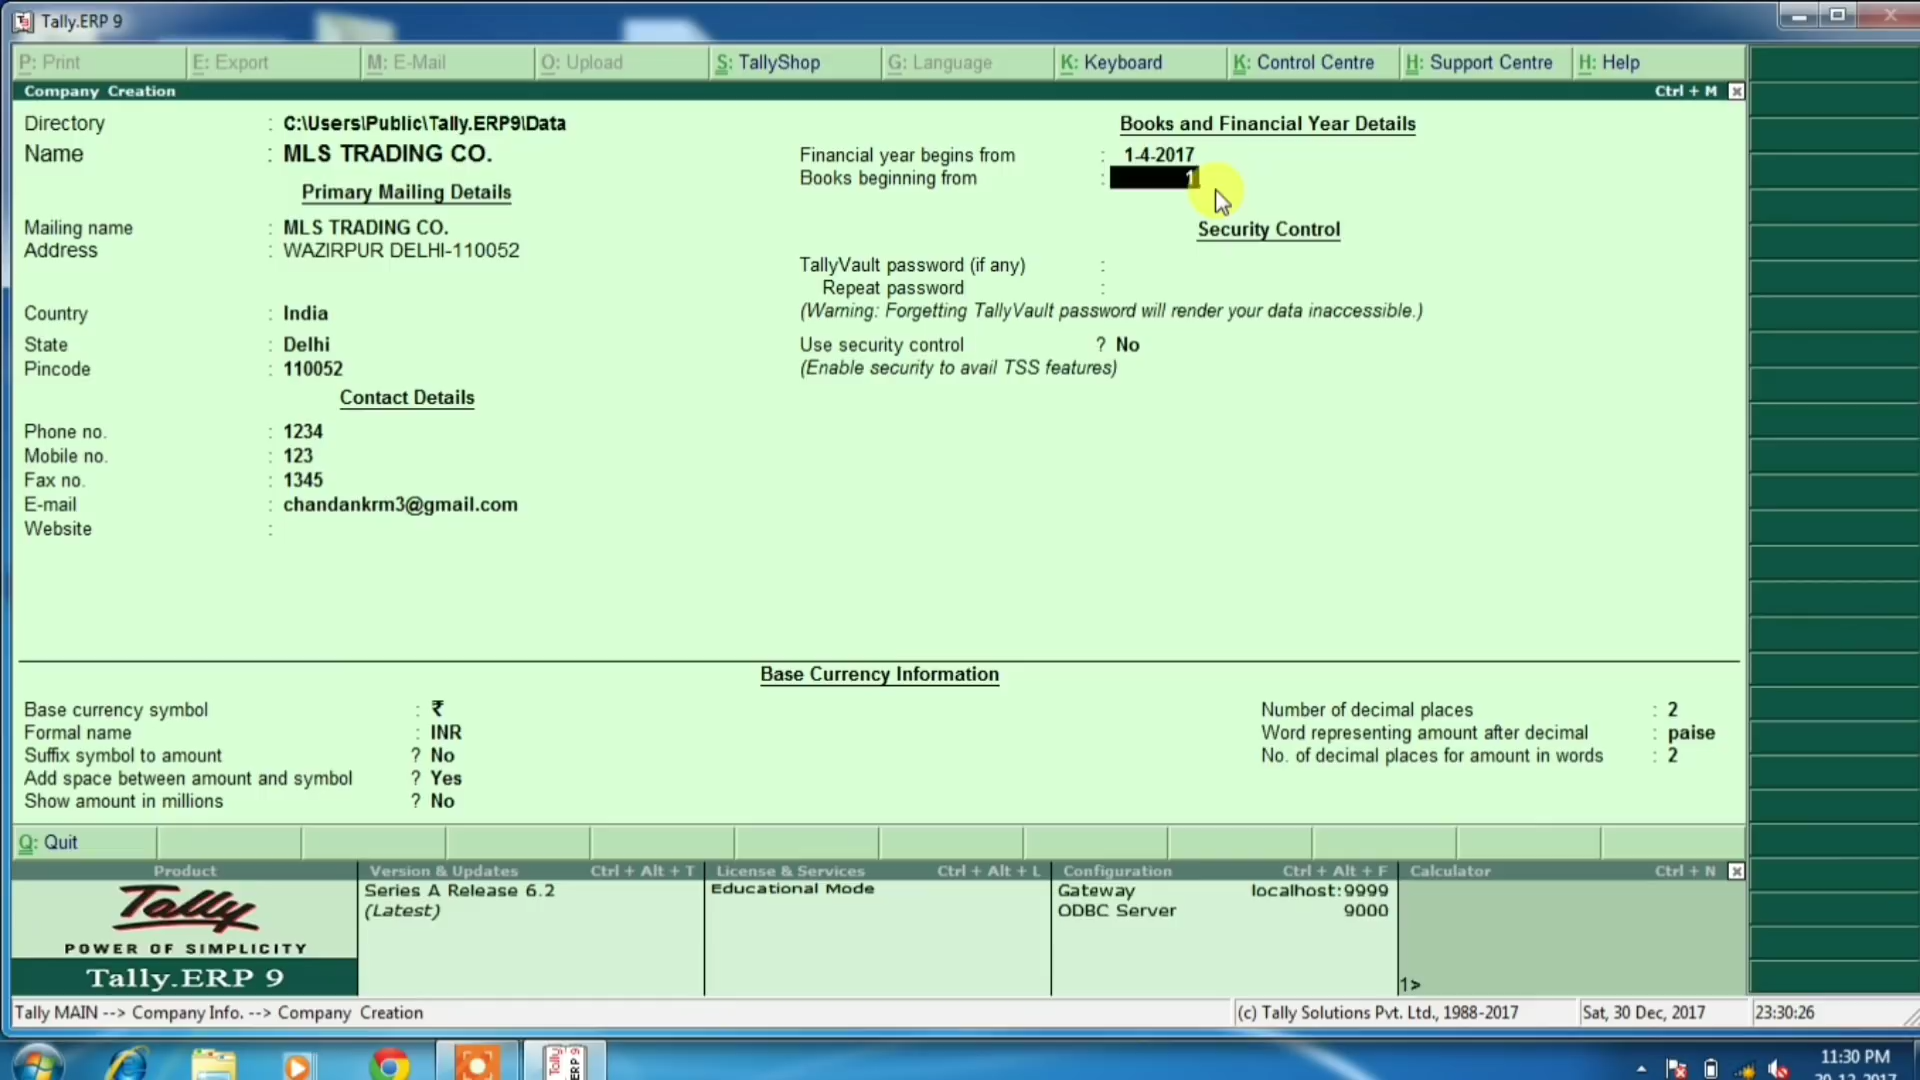 Tally.ERP 9
P: Print E: Export M: E-Mail O: Upload S: TallyShop G: Language K: Keyboard K: Control Centre H: Support Centre H: Help
Company Creation Ctrl + M
Directory : C:\Users\Public\Tally.ERP9\Data
Name : MLS TRADING CO.
Primary Mailing Details
Mailing name : MLS TRADING CO.
Address : WAZIRPUR DELHI-110052
Country : India
State : Delhi
Pincode : 110052
Contact Details
Phone no. : 1234
Mobile no. : 123
Fax no. : 1345
E-mail : chandankrm3@gmail.com
Website :
Books and Financial Year Details
Financial year begins from : 1-4-2017
Books beginning from : 1
Security Control
TallyVault password (if any) :
Repeat password :
(Warning: Forgetting TallyVault password will render your data inaccessible.)
Use security control ? No
(Enable security to avail TSS features)
Base Currency Information
Base currency symbol : ₹
Formal name : INR
Suffix symbol to amount ? No
Add space between amount and symbol ? Yes
Show amount in millions ? No
Number of decimal places : 2
Word representing amount after decimal : paise
No. of decimal places for amount in words : 2
Q: Quit
Product
Tally
POWER OF SIMPLICITY
Tally.ERP 9
Version & Updates Ctrl + Alt + T
Series A Release 6.2
(Latest)
License & Services Ctrl + Alt + L
Educational Mode
Configuration Ctrl + Alt + F
Gateway localhost:9999
ODBC Server 9000
Calculator Ctrl + N
1>
Tally MAIN --> Company Info. --> Company Creation (c) Tally Solutions Pvt. Ltd., 1988-2017 Sat, 30 Dec, 2017 23:30:26
Tally ERP 9
11:30 PM
30-12-2017